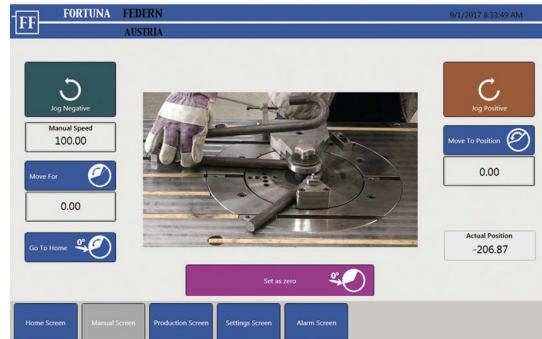 FF
FORTUNA FEDERN
AUSTRIA
9/1/2017 8:33:49 AM
Jog Negative
Manual Speed
100.00
Move For
0.00
Go To Home
0°
Jog Positive
Move To Position
0.00
Actual Position
-206.87
Set as zero
0°
Home Screen
Manual Screen
Production Screen
Settings Screen
Alarm Screen